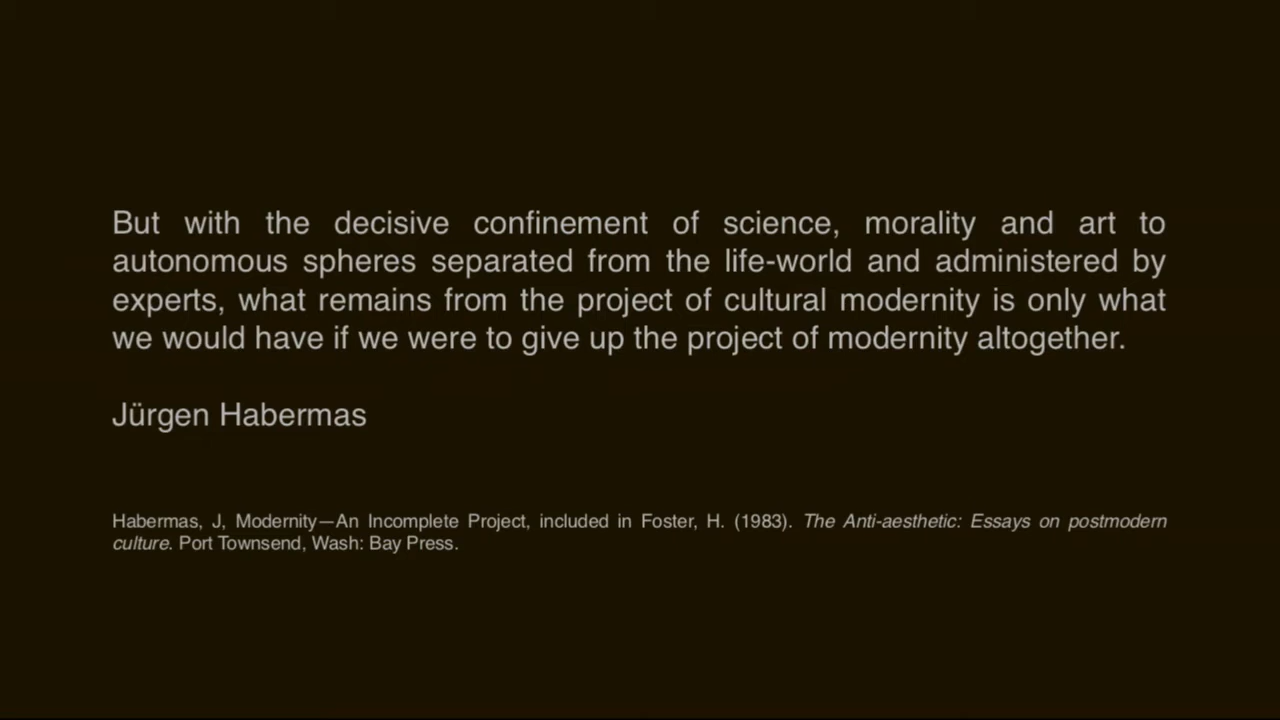 But with the decisive confinement of science, morality and art to
autonomous spheres separated from the life-world and administered by
experts, what remains from the project of cultural modernity is only what
we would have if we were to give up the project of modernity altogether.
Jürgen Habermas
Habermas, J, Modernity—An Incomplete Project, included in Foster, H. (1983). The Anti-aesthetic: Essays on postmodern
culture. Port Townsend, Wash: Bay Press.